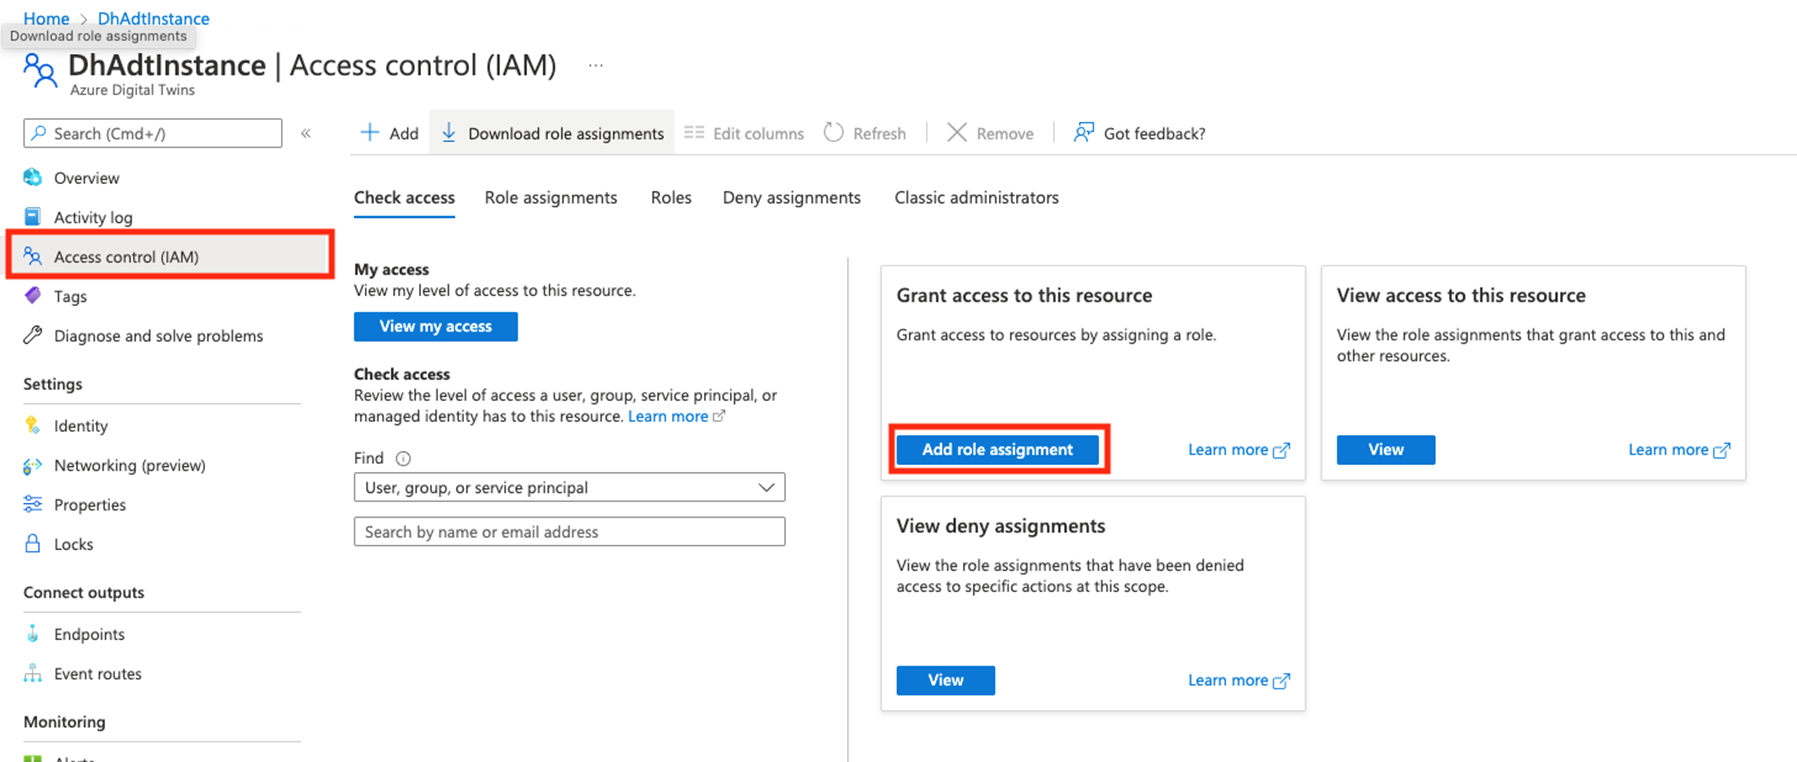 Home > DhAdtInstance
Download role assignments
DhAdtInstance | Access control (IAM) ...
Azure Digital Twins
Search (Cmd+/)
«
Add
Download role assignments
Edit columns
Refresh
Remove
Got feedback?
Overview
Activity log
Access control (IAM)
Tags
Diagnose and solve problems
Settings
Identity
Networking (preview)
Properties
Locks
Connect outputs
Endpoints
Event routes
Monitoring
Alerts
Check access
Role assignments
Roles
Deny assignments
Classic administrators
My access
View my level of access to this resource.
View my access
Check access
Review the level of access a user, group, service principal, or
managed identity has to this resource. Learn more
Find
User, group, or service principal
Search by name or email address
Grant access to this resource
Grant access to resources by assigning a role.
Add role assignment
Learn more
View access to this resource
View the role assignments that grant access to this and
other resources.
View
Learn more
View deny assignments
View the role assignments that have been denied
access to specific actions at this scope.
View
Learn more